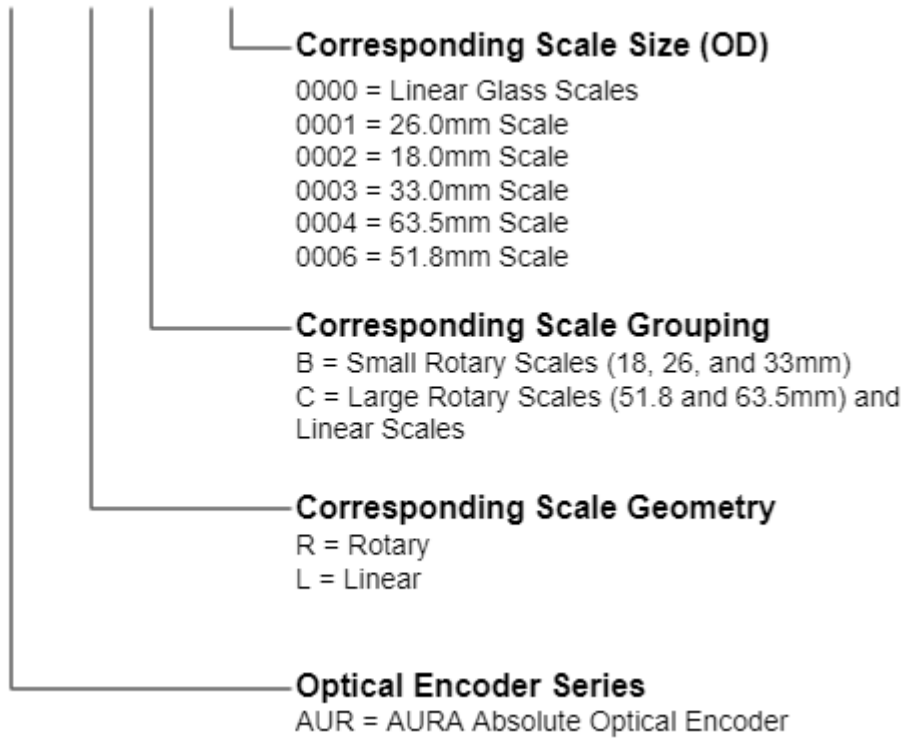 Corresponding Scale Size (OD)
0000 = Linear Glass Scales
0001 = 26.0mm Scale
0002 = 18.0mm Scale
0003 = 33.0mm Scale
0004 = 63.5mm Scale
0006 = 51.8mm Scale
Corresponding Scale Grouping
B = Small Rotary Scales (18, 26, and 33mm)
C = Large Rotary Scales (51.8 and 63.5mm) and
Linear Scales
Corresponding Scale Geometry
R = Rotary
L = Linear
Optical Encoder Series
AUR = AURA Absolute Optical Encoder